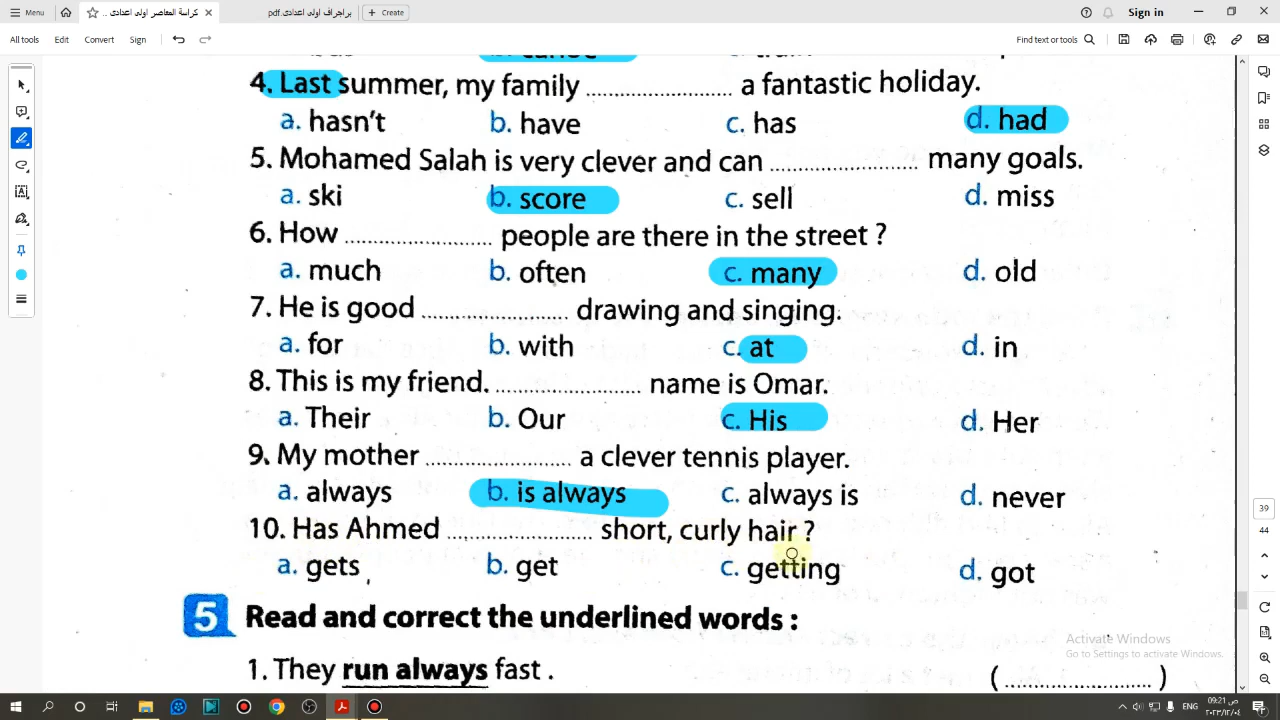 Menu كراسة المعاصر اولى اعدادى .. براجراف اولى اعدادى.pdf Create Sign in
All tools Edit Convert Sign Find text or tools
4. Last summer, my family ........................ a fantastic holiday.
a. hasn't b. have c. has d. had
5. Mohamed Salah is very clever and can ........................ many goals.
a. ski b. score c. sell d. miss
6. How ........................ people are there in the street ?
a. much b. often c. many d. old
7. He is good ........................ drawing and singing.
a. for b. with c. at d. in
8. This is my friend. ........................ name is Omar.
a. Their b. Our c. His d. Her
9. My mother ........................ a clever tennis player.
a. always b. is always c. always is d. never
10. Has Ahmed ........................ short, curly hair ?
a. gets b. get c. getting d. got
5 Read and correct the underlined words :
1. They run always fast . (........................)
39
44
Activate Windows
Go to Settings to activate Windows.
ENG 09:21 ص
٢٠٢٣/١٢/٠٤